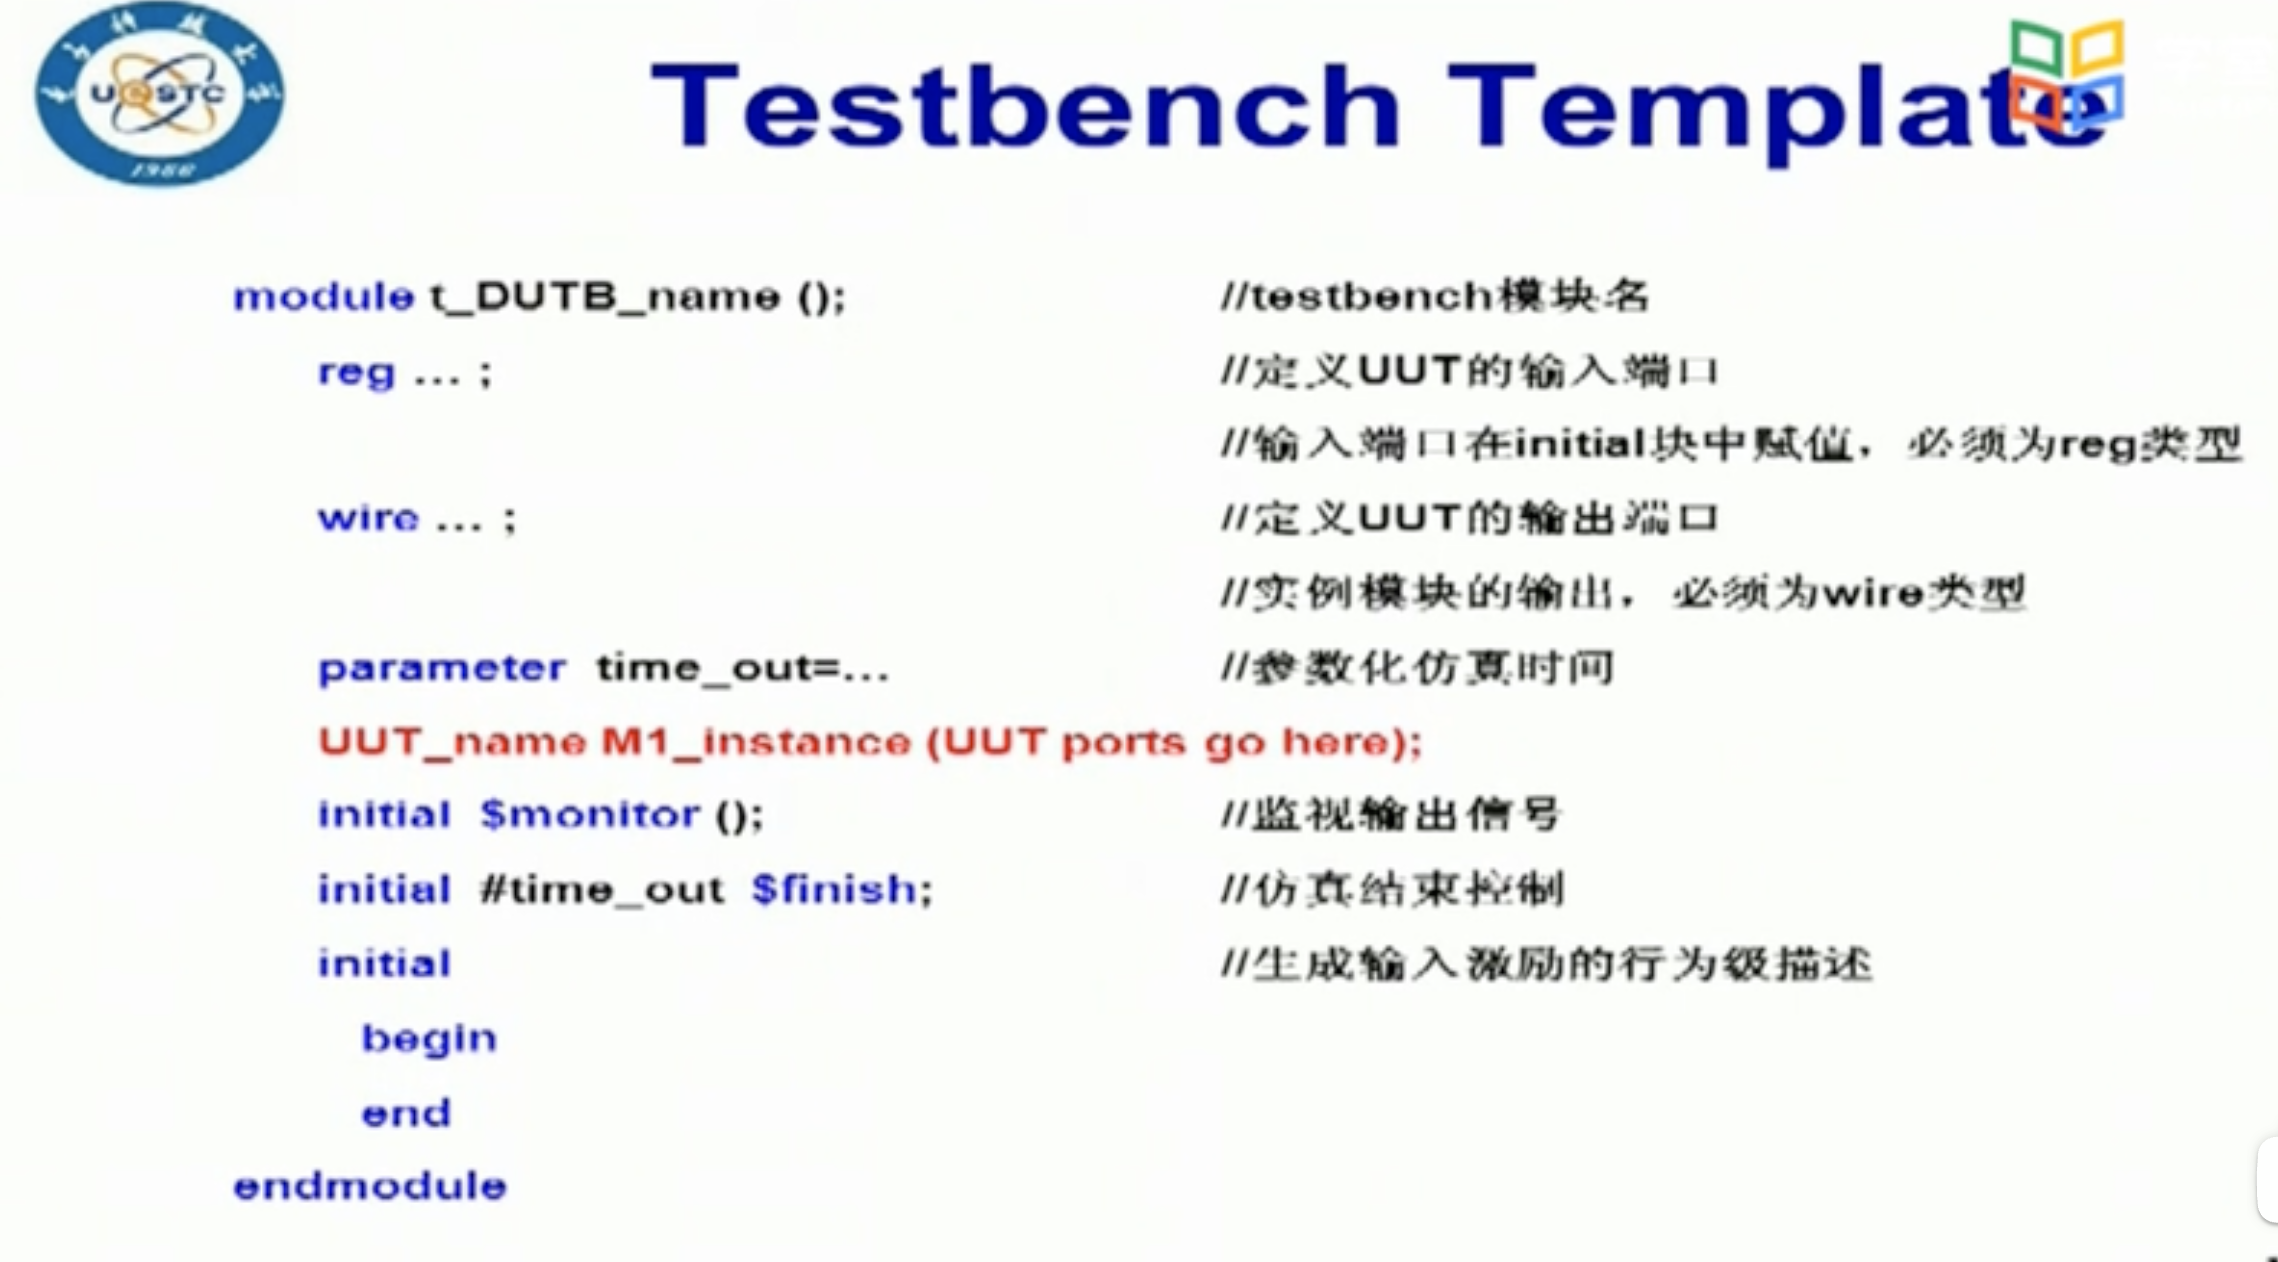 UESTC
1956
Testbench Template
module t_DUTB_name (); //testbench模块名
reg ... ; //定义UUT的输入端口
//输入端口在initial块中赋值，必须为reg类型
wire ... ; //定义UUT的输出端口
//实例模块的输出，必须为wire类型
parameter time_out=... //参数化仿真时间
UUT_name M1_instance (UUT ports go here);
initial $monitor (); //监视输出信号
initial #time_out $finish; //仿真结束控制
initial //生成输入激励的行为级描述
begin
end
endmodule